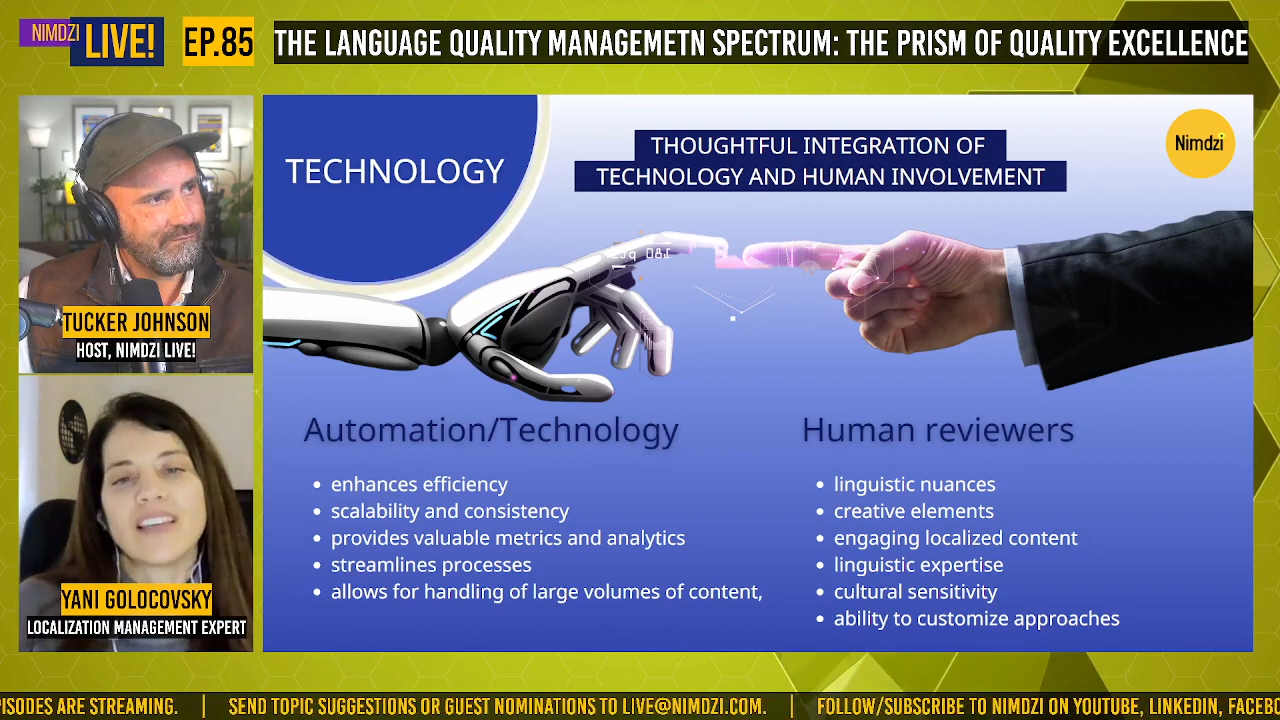 NIMDZI LIVE!
EP.85
THE LANGUAGE QUALITY MANAGEMETN SPECTRUM: THE PRISM OF QUALITY EXCELLENCE
TECHNOLOGY
THOUGHTFUL INTEGRATION OF
TECHNOLOGY AND HUMAN INVOLVEMENT
Nimdzi
TUCKER JOHNSON
HOST, NIMDZI LIVE!
YANI GOLOCOVSKY
LOCALIZATION MANAGEMENT EXPERT
Automation/Technology
• enhances efficiency
• scalability and consistency
• provides valuable metrics and analytics
• streamlines processes
• allows for handling of large volumes of content,
Human reviewers
• linguistic nuances
• creative elements
• engaging localized content
• linguistic expertise
• cultural sensitivity
• ability to customize approaches
ISODES ARE STREAMING. | SEND TOPIC SUGGESTIONS OR GUEST NOMINATIONS TO LIVE@NIMDZI.COM. | FOLLOW/SUBSCRIBE TO NIMDZI ON YOUTUBE, LINKEDIN, FACEB